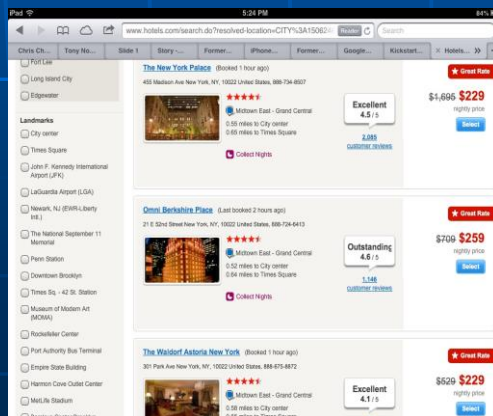 iPad
5:24 PM
84%
www.hotels.com/search.do?resolved-location=CITY%3A15062
Reader
Search
Chris Ch...
Tony No...
Slide 1
Story -...
Former...
iPhone...
Former...
Google...
Kickstart...
Hotels...
Fort Lee
Long Island City
Edgewater
Landmarks
City center
Times Square
John F. Kennedy International
Airport (JFK)
LaGuardia Airport (LGA)
Newark, NJ (EWR-Liberty
Intl.)
The National September 11
Memorial
Penn Station
Downtown Brooklyn
Times Sq. - 42 St. Station
Museum of Modern Art
(MOMA)
Rockefeller Center
Port Authority Bus Terminal
Empire State Building
Harmon Cove Outlet Center
MetLife Stadium
The New York Palace (Booked 1 hour ago)
455 Madison Ave New York, NY, 10022 United States, 888-734-8507
Midtown East - Grand Central
0.55 miles to City center
0.65 miles to Times Square
Collect Nights
Excellent
4.5 / 5
2,085
customer reviews
Great Rate
$1,695 $229
nightly price
Select
Omni Berkshire Place (Last booked 2 hours ago)
21 E 52nd Street New York, NY, 10022 United States, 888-724-6413
Midtown East - Grand Central
0.52 miles to City center
0.64 miles to Times Square
Collect Nights
Outstanding
4.6 / 5
1,146
customer reviews
Great Rate
$709 $259
nightly price
Select
The Waldorf Astoria New York (Booked 1 hour ago)
301 Park Ave New York, NY, 10022 United States, 888-675-8872
Midtown East - Grand Central
0.58 miles to City center
Excellent
4.1 / 5
Great Rate
$529 $229
nightly price
Select